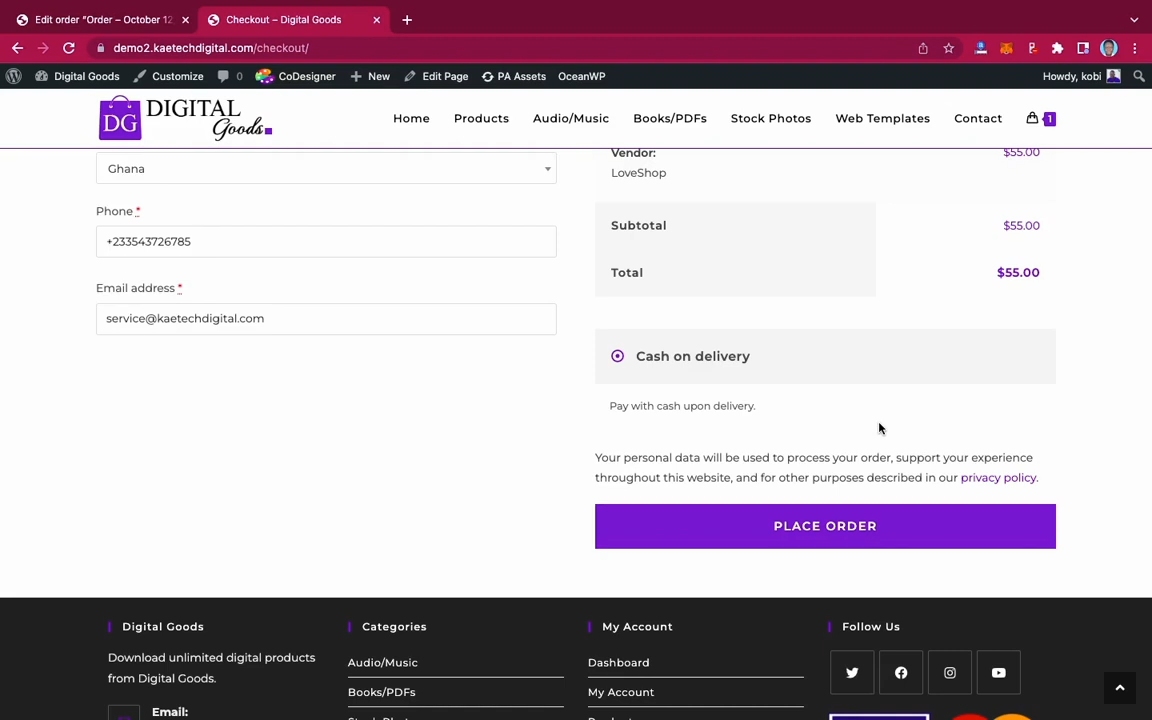 Edit order "Order – October 12
Checkout – Digital Goods
demo2.kaetechdigital.com/checkout/
Digital Goods
Customize
0
CoDesigner
New
Edit Page
PA Assets
OceanWP
Howdy, kobi
DG
DIGITAL
Goods
Home
Products
Audio/Music
Books/PDFs
Stock Photos
Web Templates
Contact
1
Ghana
Phone *
+233543726785
Email address *
service@kaetechdigital.com
Vendor:
$55.00
LoveShop
Subtotal
$55.00
Total
$55.00
Cash on delivery
Pay with cash upon delivery.
Your personal data will be used to process your order, support your experience
throughout this website, and for other purposes described in our privacy policy.
PLACE ORDER
Digital Goods
Download unlimited digital products
from Digital Goods.
Email:
Categories
Audio/Music
Books/PDFs
My Account
Dashboard
My Account
Follow Us